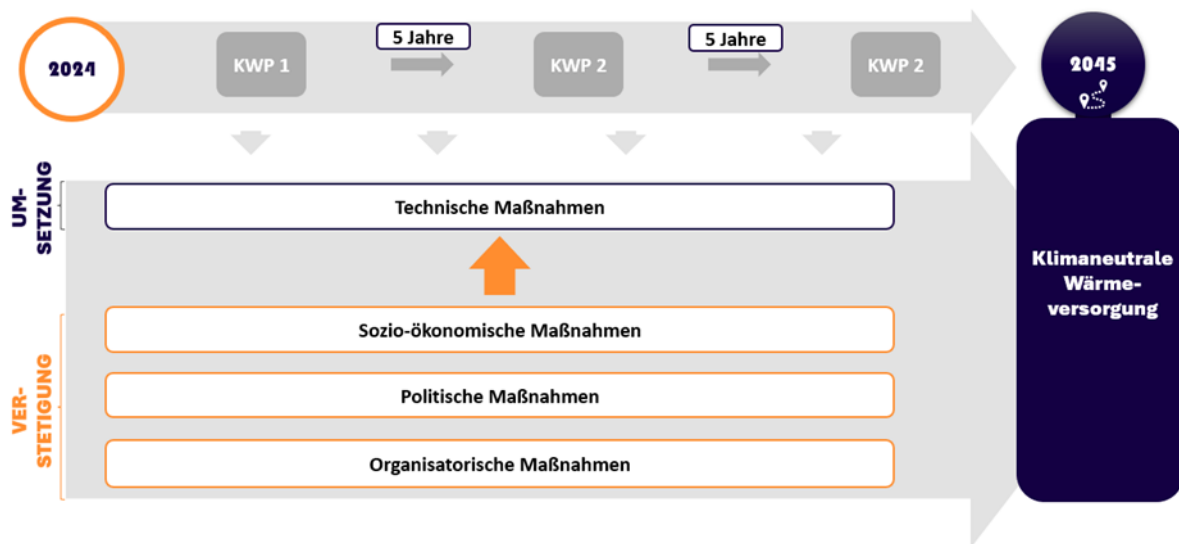 2024
KWP 1
5 Jahre
KWP 2
5 Jahre
KWP 2
2045
UM-
SETZUNG
Technische Maßnahmen
VER-
STETIGUNG
Sozio-ökonomische Maßnahmen
Politische Maßnahmen
Organisatorische Maßnahmen
Klimaneutrale
Wärme-
versorgung